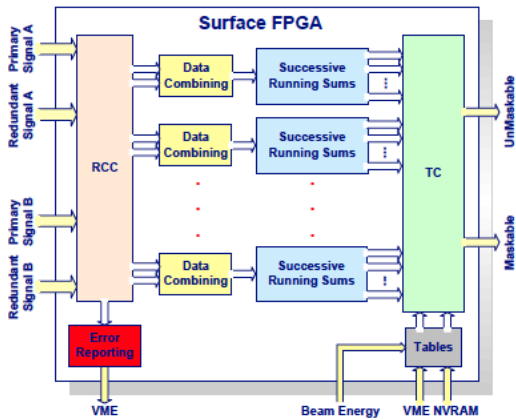 Surface FPGA
Primary
Signal A
Redundant
Signal A
Primary
Signal B
Redundant
Signal B
RCC
Data
Combining
Successive
Running Sums
Data
Combining
Successive
Running Sums
Data
Combining
Successive
Running Sums
TC
UnMaskable
Maskable
Error
Reporting
Tables
VME
Beam Energy
VME NVRAM